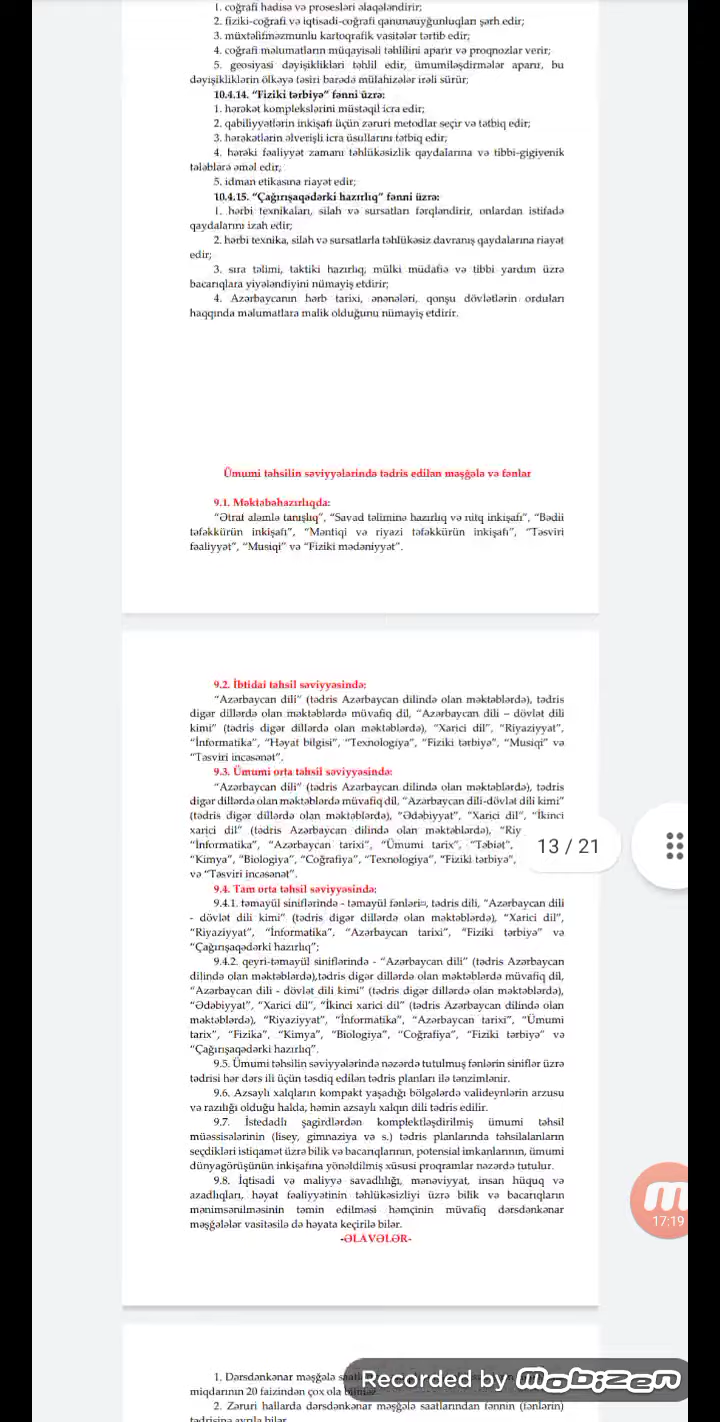 1. coğrafi hadisə və prosesləri əlaqələndirir;
2. fiziki-coğrafi və iqtisadi-coğrafi qanunauyğunluqları şərh edir;
3. müxtəlifməzmunlu kartoqrafik vasitələr tərtib edir;
4. coğrafi məlumatların müqayisəli təhlilini aparır və proqnozlar verir;
5. geosiyasi dəyişiklikləri təhlil edir, ümumiləşdirmələr aparır, bu
dəyişikliklərin ölkəyə təsiri barədə mülahizələr irəli sürür;
10.4.14. “Fiziki tərbiyə” fənni üzrə:
1. hərəkət komplekslərini müstəqil icra edir;
2. qabiliyyətlərin inkişafı üçün zəruri metodlar seçir və tətbiq edir;
3. hərəkətlərin əlverişli icra üsullarını tətbiq edir;
4. hərəki fəaliyyət zamanı təhlükəsizlik qaydalarına və tibbi-gigiyenik
tələblərə əməl edir;
5. idman etikasına riayət edir;
10.4.15. “Çağırışaqədərki hazırlıq” fənni üzrə:
1. hərbi texnikaları, silah və sursatları fərqləndirir, onlardan istifadə
qaydalarını izah edir;
2. hərbi texnika, silah və sursatlarla təhlükəsiz davranış qaydalarına riayət
edir;
3. sıra təlimi, taktiki hazırlıq, mülki müdafiə və tibbi yardım üzrə
bacarıqlara yiyələndiyini nümayiş etdirir;
4. Azərbaycanın hərb tarixi, ənənələri, qonşu dövlətlərin orduları
haqqında məlumatlara malik olduğunu nümayiş etdirir.
Ümumi təhsilin səviyyələrində tədris edilən məşğələ və fənlər
9.1. Məktəbəhazırlıqda:
“Ətraf aləmlə tanışlıq”, “Savad təliminə hazırlıq və nitq inkişafı”, “Bədii
təfəkkürün inkişafı”, “Məntiqi və riyazi təfəkkürün inkişafı”, “Təsviri
fəaliyyət”, “Musiqi” və “Fiziki mədəniyyət”.
9.2. İbtidai təhsil səviyyəsində:
“Azərbaycan dili” (tədris Azərbaycan dilində olan məktəblərdə), tədris
digər dillərdə olan məktəblərdə müvafiq dil, “Azərbaycan dili – dövlət dili
kimi” (tədris digər dillərdə olan məktəblərdə), “Xarici dil”, “Riyaziyyat”,
“İnformatika”, “Həyat bilgisi”, “Texnologiya”, “Fiziki tərbiyə”, “Musiqi” və
“Təsviri incəsənət”.
9.3. Ümumi orta təhsil səviyyəsində:
“Azərbaycan dili” (tədris Azərbaycan dilində olan məktəblərdə), tədris
digər dillərdə olan məktəblərdə müvafiq dil, “Azərbaycan dili-dövlət dili kimi”
(tədris digər dillərdə olan məktəblərdə), “Ədəbiyyat”, “Xarici dil”, “İkinci
xarici dil” (tədris Azərbaycan dilində olan məktəblərdə), “Riy
“İnformatika”, “Azərbaycan tarixi”, “Ümumi tarix”, “Təbiət”,
“Kimya”, “Biologiya”, “Coğrafiya”, “Texnologiya”, “Fiziki tərbiyə”,
və “Təsviri incəsənət”.
13 / 21
9.4. Tam orta təhsil səviyyəsində:
9.4.1. təmayül siniflərində - təmayül fənləri, tədris dili, “Azərbaycan dili
- dövlət dili kimi” (tədris digər dillərdə olan məktəblərdə), “Xarici dil”,
“Riyaziyyat”, “İnformatika”, “Azərbaycan tarixi”, “Fiziki tərbiyə” və
“Çağırışaqədərki hazırlıq”;
9.4.2. qeyri-təmayül siniflərində - “Azərbaycan dili” (tədris Azərbaycan
dilində olan məktəblərdə),tədris digər dillərdə olan məktəblərdə müvafiq dil,
“Azərbaycan dili - dövlət dili kimi” (tədris digər dillərdə olan məktəblərdə),
“Ədəbiyyat”, “Xarici dil”, “İkinci xarici dil” (tədris Azərbaycan dilində olan
məktəblərdə), “Riyaziyyat”, “İnformatika”, “Azərbaycan tarixi”, “Ümumi
tarix”, “Fizika”, “Kimya”, “Biologiya”, “Coğrafiya”, “Fiziki tərbiyə” və
“Çağırışaqədərki hazırlıq”.
9.5. Ümumi təhsilin səviyyələrində nəzərdə tutulmuş fənlərin siniflər üzrə
tədrisi hər dərs ili üçün təsdiq edilən tədris planları ilə tənzimlənir.
9.6. Azsaylı xalqların kompakt yaşadığı bölgələrdə valideynlərin arzusu
və razılığı olduğu halda, həmin azsaylı xalqın dili tədris edilir.
9.7. İstedadlı şagirdlərdən komplektləşdirilmiş ümumi təhsil
müəssisələrinin (lisey, gimnaziya və s.) tədris planlarında təhsilalanların
seçdikləri istiqamət üzrə bilik və bacarıqlarının, potensial imkanlarının, ümumi
dünyagörüşünün inkişafına yönəldilmiş xüsusi proqramlar nəzərdə tutulur.
9.8. İqtisadi və maliyyə savadlılığı, mənəviyyat, insan hüquq və
azadlıqları, həyat fəaliyyətinin təhlükəsizliyi üzrə bilik və bacarıqların
mənimsənilməsinin təmin edilməsi həmçinin müvafiq dərsdənkənar
məşğələlər vasitəsilə də həyata keçirilə bilər.
-ƏLAVƏLƏR-
17:19
1. Dərsdənkənar məşğələ
miqdarının 20 faizindən çox ola bilməz.
Recorded by Mobizen
2. Zəruri hallarda dərsdənkənar məşğələ saatlarından fənnin (fənlərin)
tədrisinə ayrıla bilər.